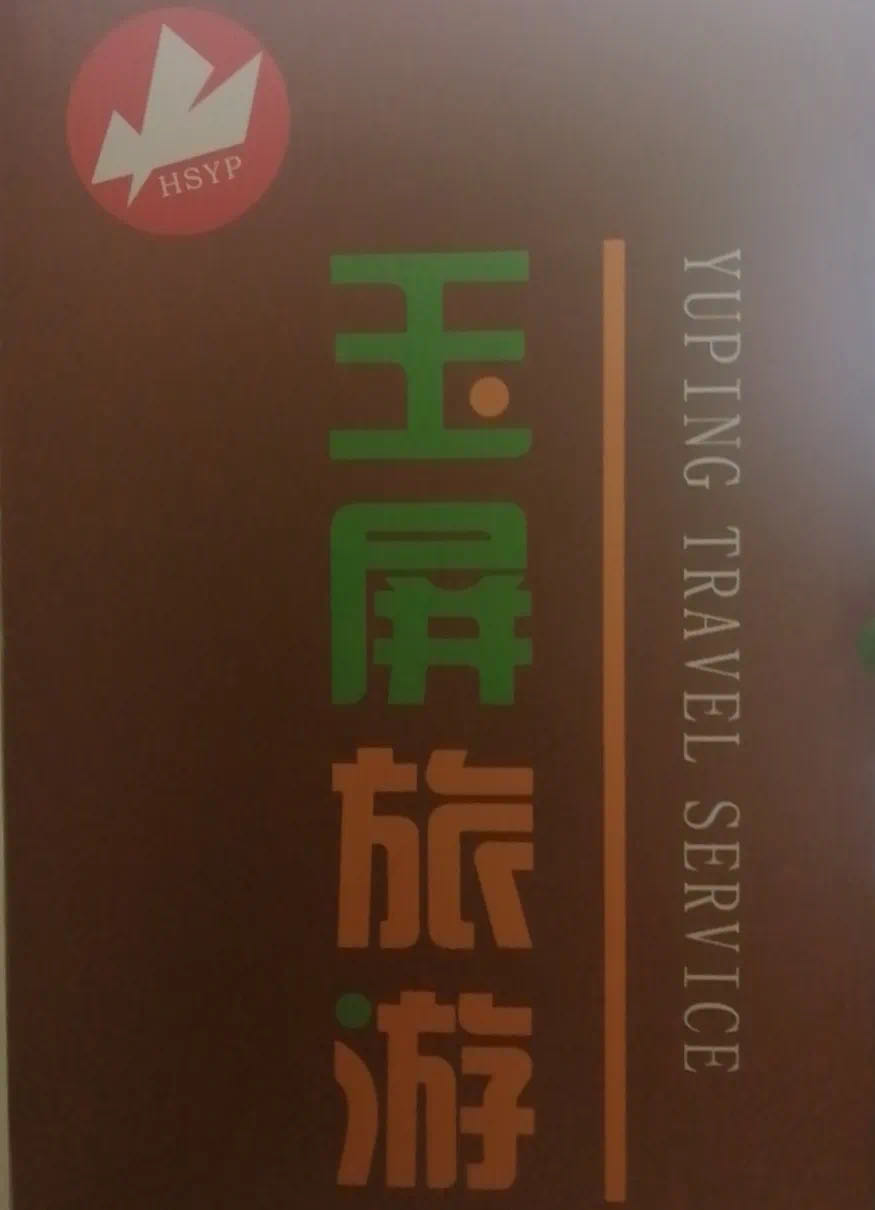 HSYP
玉屏旅游
YUPING TRAVEL SERVICE